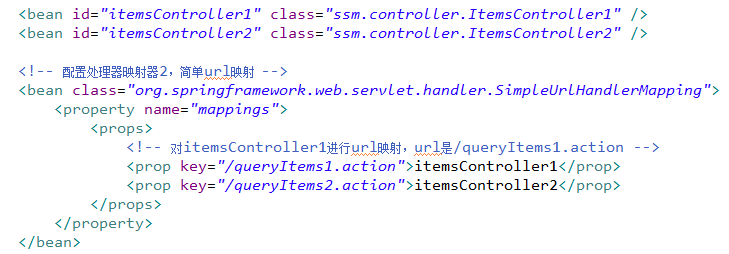 <bean id="itemsController1" class="ssm.controller.ItemsController1" />
<bean id="itemsController2" class="ssm.controller.ItemsController2" />
<!-- 配置处理器映射器2，简单url映射 -->
<bean class="org.springframework.web.servlet.handler.SimpleUrlHandlerMapping">
<property name="mappings">
<props>
<!-- 对itemsController1进行url映射，url是/queryItems1.action -->
<prop key="/queryItems1.action">itemsController1</prop>
<prop key="/queryItems2.action">itemsController2</prop>
</props>
</property>
</bean>